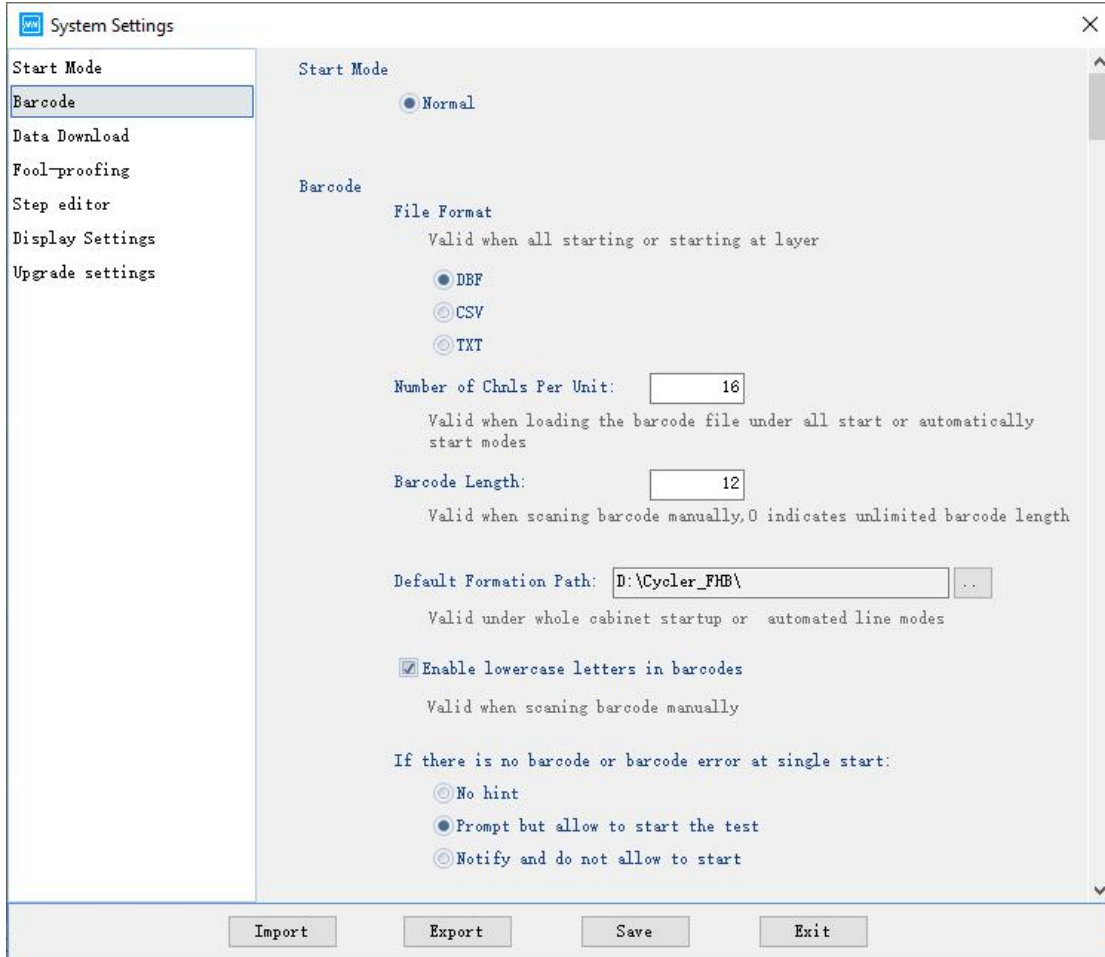 System Settings
Start Mode
Barcode
Data Download
Fool-proofing
Step editor
Display Settings
Upgrade settings
Start Mode
Normal
Barcode
File Format
Valid when all starting or starting at layer
DBF
CSV
TXT
Number of Chnls Per Unit: 16
Valid when loading the barcode file under all start or automatically
start modes
Barcode Length: 12
Valid when scaning barcode manually,0 indicates unlimited barcode length
Default Formation Path: D:\Cycler_FHB\ ..
Valid under whole cabinet startup or automated line modes
Enable lowercase letters in barcodes
Valid when scaning barcode manually
If there is no barcode or barcode error at single start:
No hint
Prompt but allow to start the test
Notify and do not allow to start
Import Export Save Exit